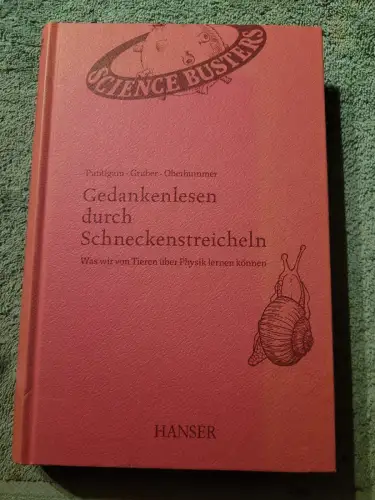 SCIENCE BUSTERS
Puntigam · Gruber · Oberhummer
Gedankenlesen
durch
Schneckenstreicheln
Was wir von Tieren über Physik lernen können
HANSER